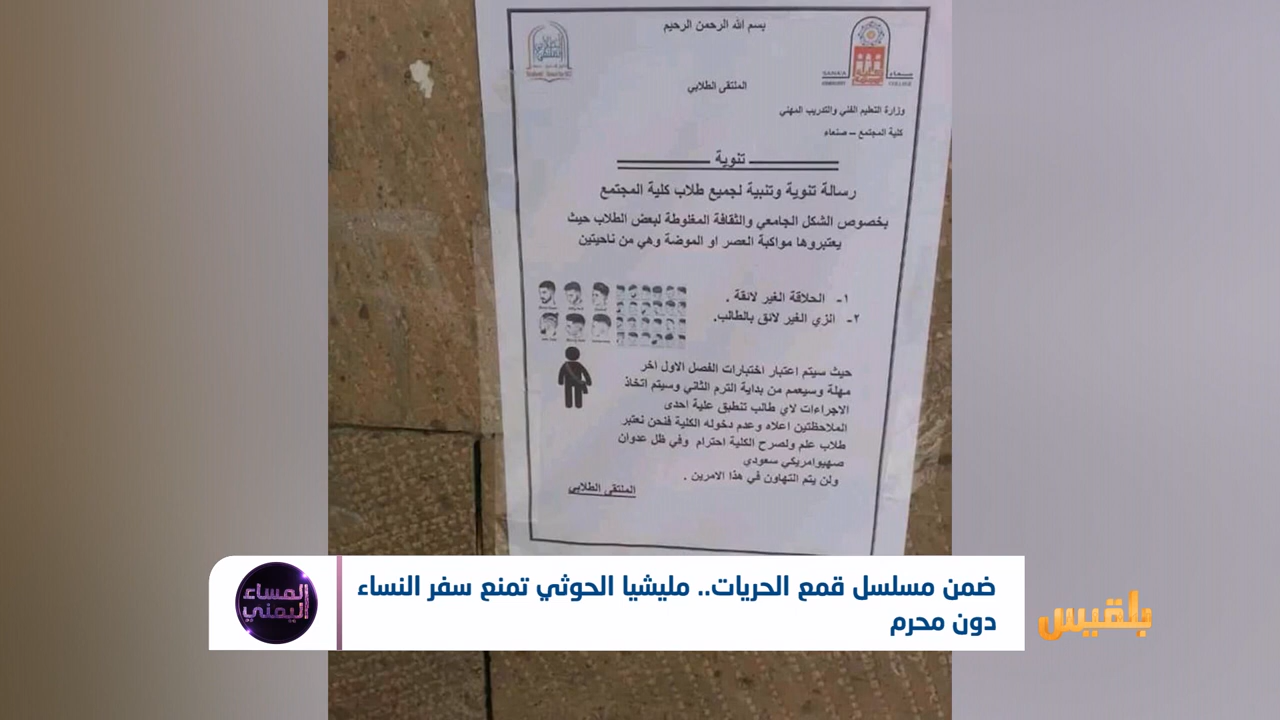 بسم الله الرحمن الرحيم
SANAA
صنعاء
COMMUNITY
COLLEGE
الملتقى الطلابي
وزارة التعليم الفني والتدريب المهني
كلية المجتمع – صنعاء
تنوية
رسالة تنوية وتنبية لجميع طلاب كلية المجتمع
بخصوص الشكل الجامعي والثقافة المغلوطة لبعض الطلاب حيث
يعتبروها مواكبة العصر او الموضة وهي من ناحيتين
١- الحلاقة الغير لائقة .
٢- الزي الغير لائق بالطالب.
حيث سيتم اعتبار اختبارات الفصل الاول اخر
مهلة وسيعمم من بداية الترم الثاني وسيتم اتخاذ
الاجراءات لاي طالب تنطبق علية احدى
الملاحظتين اعلاه وعدم دخوله الكلية فنحن نعتبر
طلاب علم ولصرح الكلية احترام وفي ظل عدوان
صهيوامريكي سعودي
ولن يتم التهاون في هذا الامرين .
الملتقى الطلابي
ضمن مسلسل قمع الحريات.. مليشيا الحوثي تمنع سفر النساء
دون محرم
المساء
اليمني
بلقيس